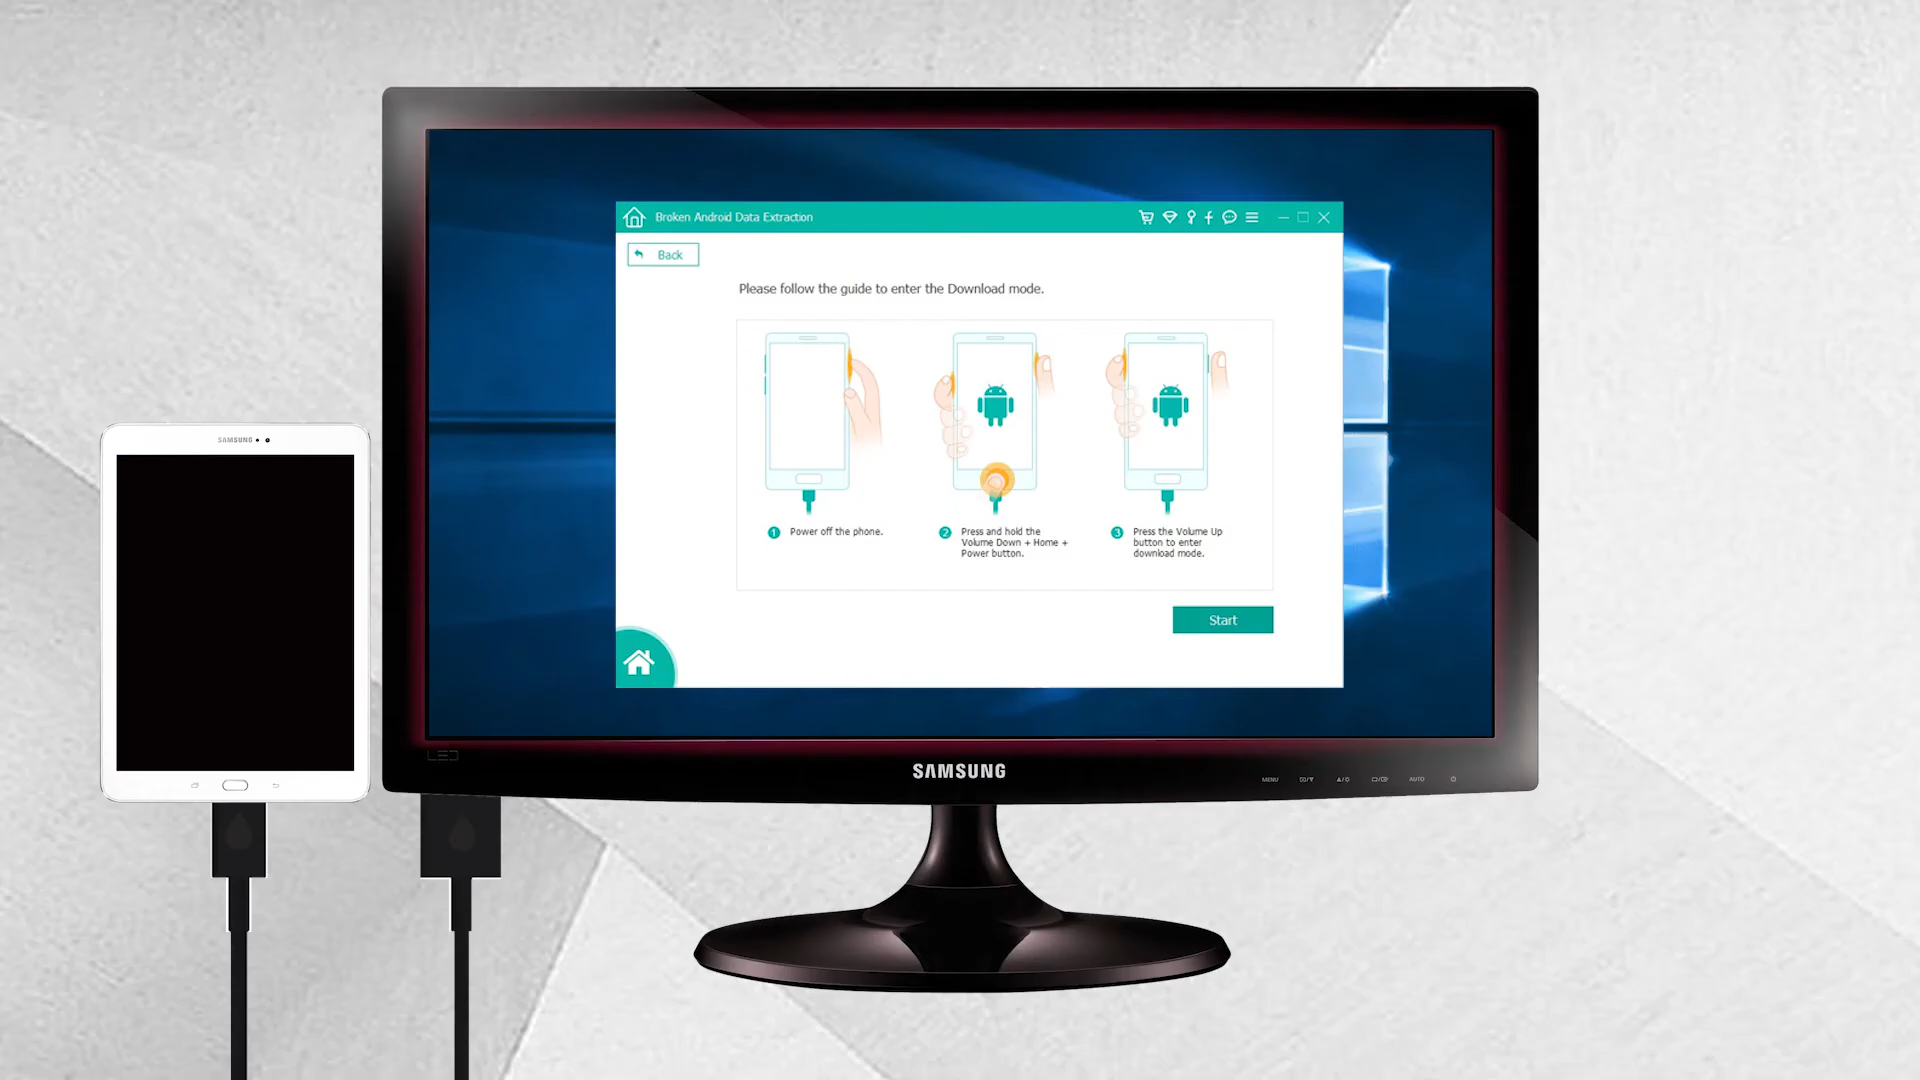 Broken Android Data Extraction
Back
Please follow the guide to enter the Download mode.
1 Power off the phone.
2 Press and hold the
Volume Down + Home +
Power button.
3 Press the Volume Up
button to enter
download mode.
Start
SAMSUNG
LED
SAMSUNG
MENU
AUTO